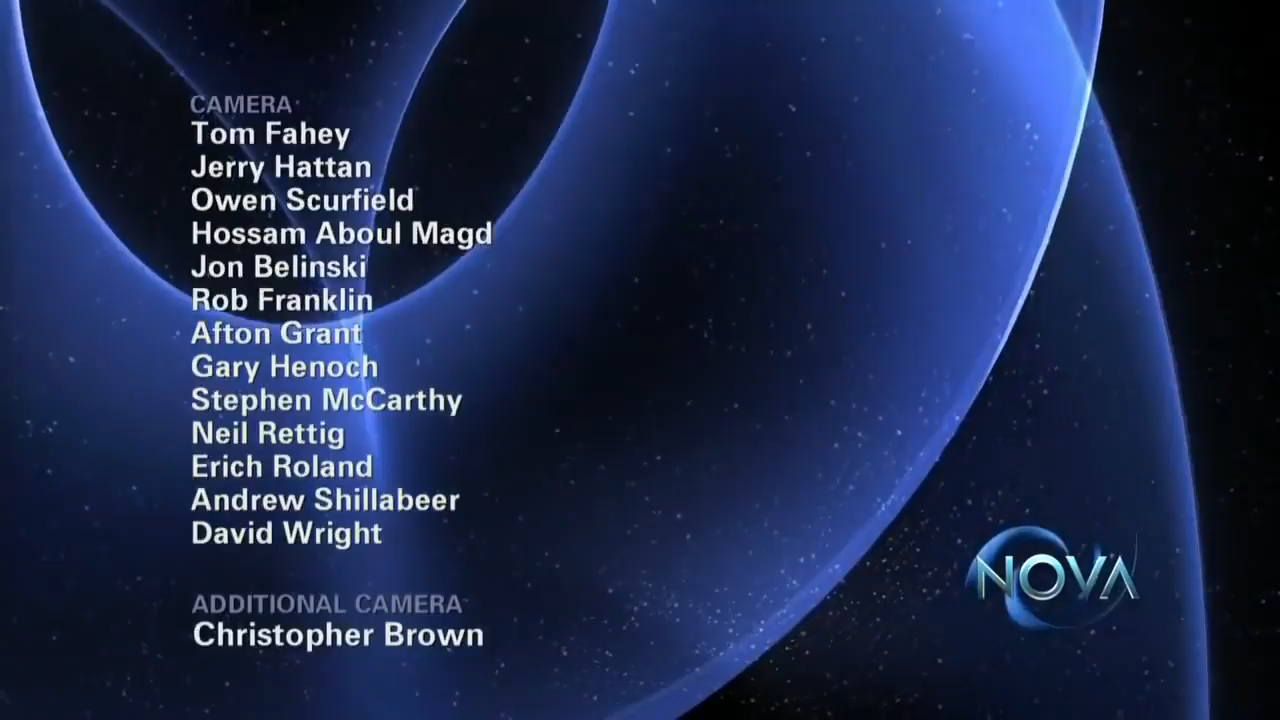 CAMERA
Tom Fahey
Jerry Hattan
Owen Scurfield
Hossam Aboul Magd
Jon Belinski
Rob Franklin
Afton Grant
Gary Henoch
Stephen McCarthy
Neil Rettig
Erich Roland
Andrew Shillabeer
David Wright
ADDITIONAL CAMERA
Christopher Brown
NOVA